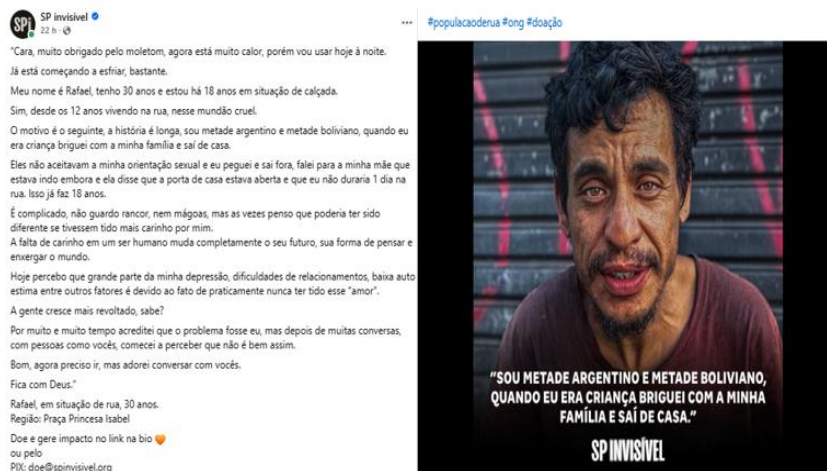 SP invisível
22 h
"Cara, muito obrigado pelo moletom, agora está muito calor, porém vou usar hoje à noite.
Já está começando a esfriar, bastante.
Meu nome é Rafael, tenho 30 anos e estou há 18 anos em situação de calçada.
Sim, desde os 12 anos vivendo na rua, nesse mundão cruel.
O motivo é o seguinte, a história é longa, sou metade argentino e metade boliviano, quando eu
era criança briguei com a minha família e saí de casa.
Eles não aceitavam a minha orientação sexual e eu peguei e sai fora, falei para a minha mãe que
estava indo embora e ela disse que a porta de casa estava aberta e que eu não duraria 1 dia na
rua. Isso já faz 18 anos.
É complicado, não guardo rancor, nem mágoas, mas as vezes penso que poderia ter sido
diferente se tivessem tido mais carinho por mim.
A falta de carinho em um ser humano muda completamente o seu futuro, sua forma de pensar e
enxergar o mundo.
Hoje percebo que grande parte da minha depressão, dificuldades de relacionamentos, baixa auto
estima entre outros fatores é devido ao fato de praticamente nunca ter tido esse "amor".
A gente cresce mais revoltado, sabe?
Por muito e muito tempo acreditei que o problema fosse eu, mas depois de muitas conversas,
com pessoas como vocês, comecei a perceber que não é bem assim.
Bom, agora preciso ir, mas adorei conversar com vocês.
Fica com Deus."
Rafael, em situação de rua, 30 anos.
Região: Praça Princesa Isabel
Doe e gere impacto no link na bio 🧡
ou pelo
PIX: doe@spinvisivel.org
#populacaoderua #ong #doação
"SOU METADE ARGENTINO E METADE BOLIVIANO,
QUANDO EU ERA CRIANÇA BRIGUEI COM A MINHA
FAMÍLIA E SAÍ DE CASA."
SP INVISÍVEL